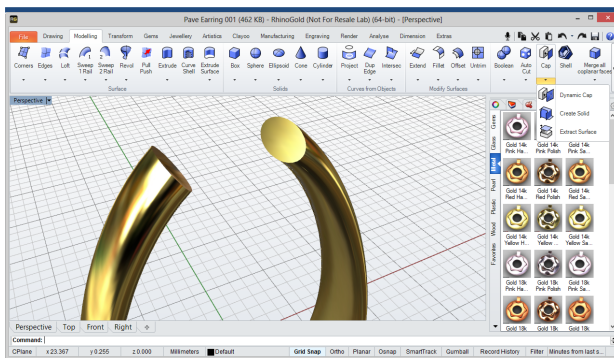 Pave Earring 001 (462 KB) - RhinoGold (Not For Resale Lab) (64-bit) - [Perspective]
File Drawing Modelling Transform Gems Jewellery Artistics Clayoo Manufacturing Engraving Render Analyse Dimension Extras
Corners Edges Loft Sweep 1 Rail Sweep 2 Rail Revol Pull Push Extrude Curve Shell Extrude Surface Box Sphere Ellipsoid Cone Cylinder Project Dup Edge Intersec Extend Fillet Offset Untrim Boolean Auto Cut Cap Shell Merge all coplanar faces
Surface Solids Curves from Objects Modify Surfaces
Perspective
Dynamic Cap
Create Solid
Extract Surface
Gems
Glass
Metal
Pearl
Plastic
Wood
Favorites
Gold 14k Pink Ha... Gold 14k Pink Polish Gold 14k Pink Sa...
Gold 14k Red Ha... Gold 14k Red Polish Gold 14k Red Sa...
Gold 14k Yellow H... Gold 14k Yellow ... Gold 14k Yellow Sa...
Gold 18k Pink Ha... Gold 18k Pink Polish Gold 18k Pink Sa...
Gold 18k Gold 18k Gold 18k
Perspective Top Front Right
Command:
CPlane x 23.367 y 0.255 z 0.000 Millimeters Default Grid Snap Ortho Planar Osnap SmartTrack Gumball Record History Filter Minutes from last s...